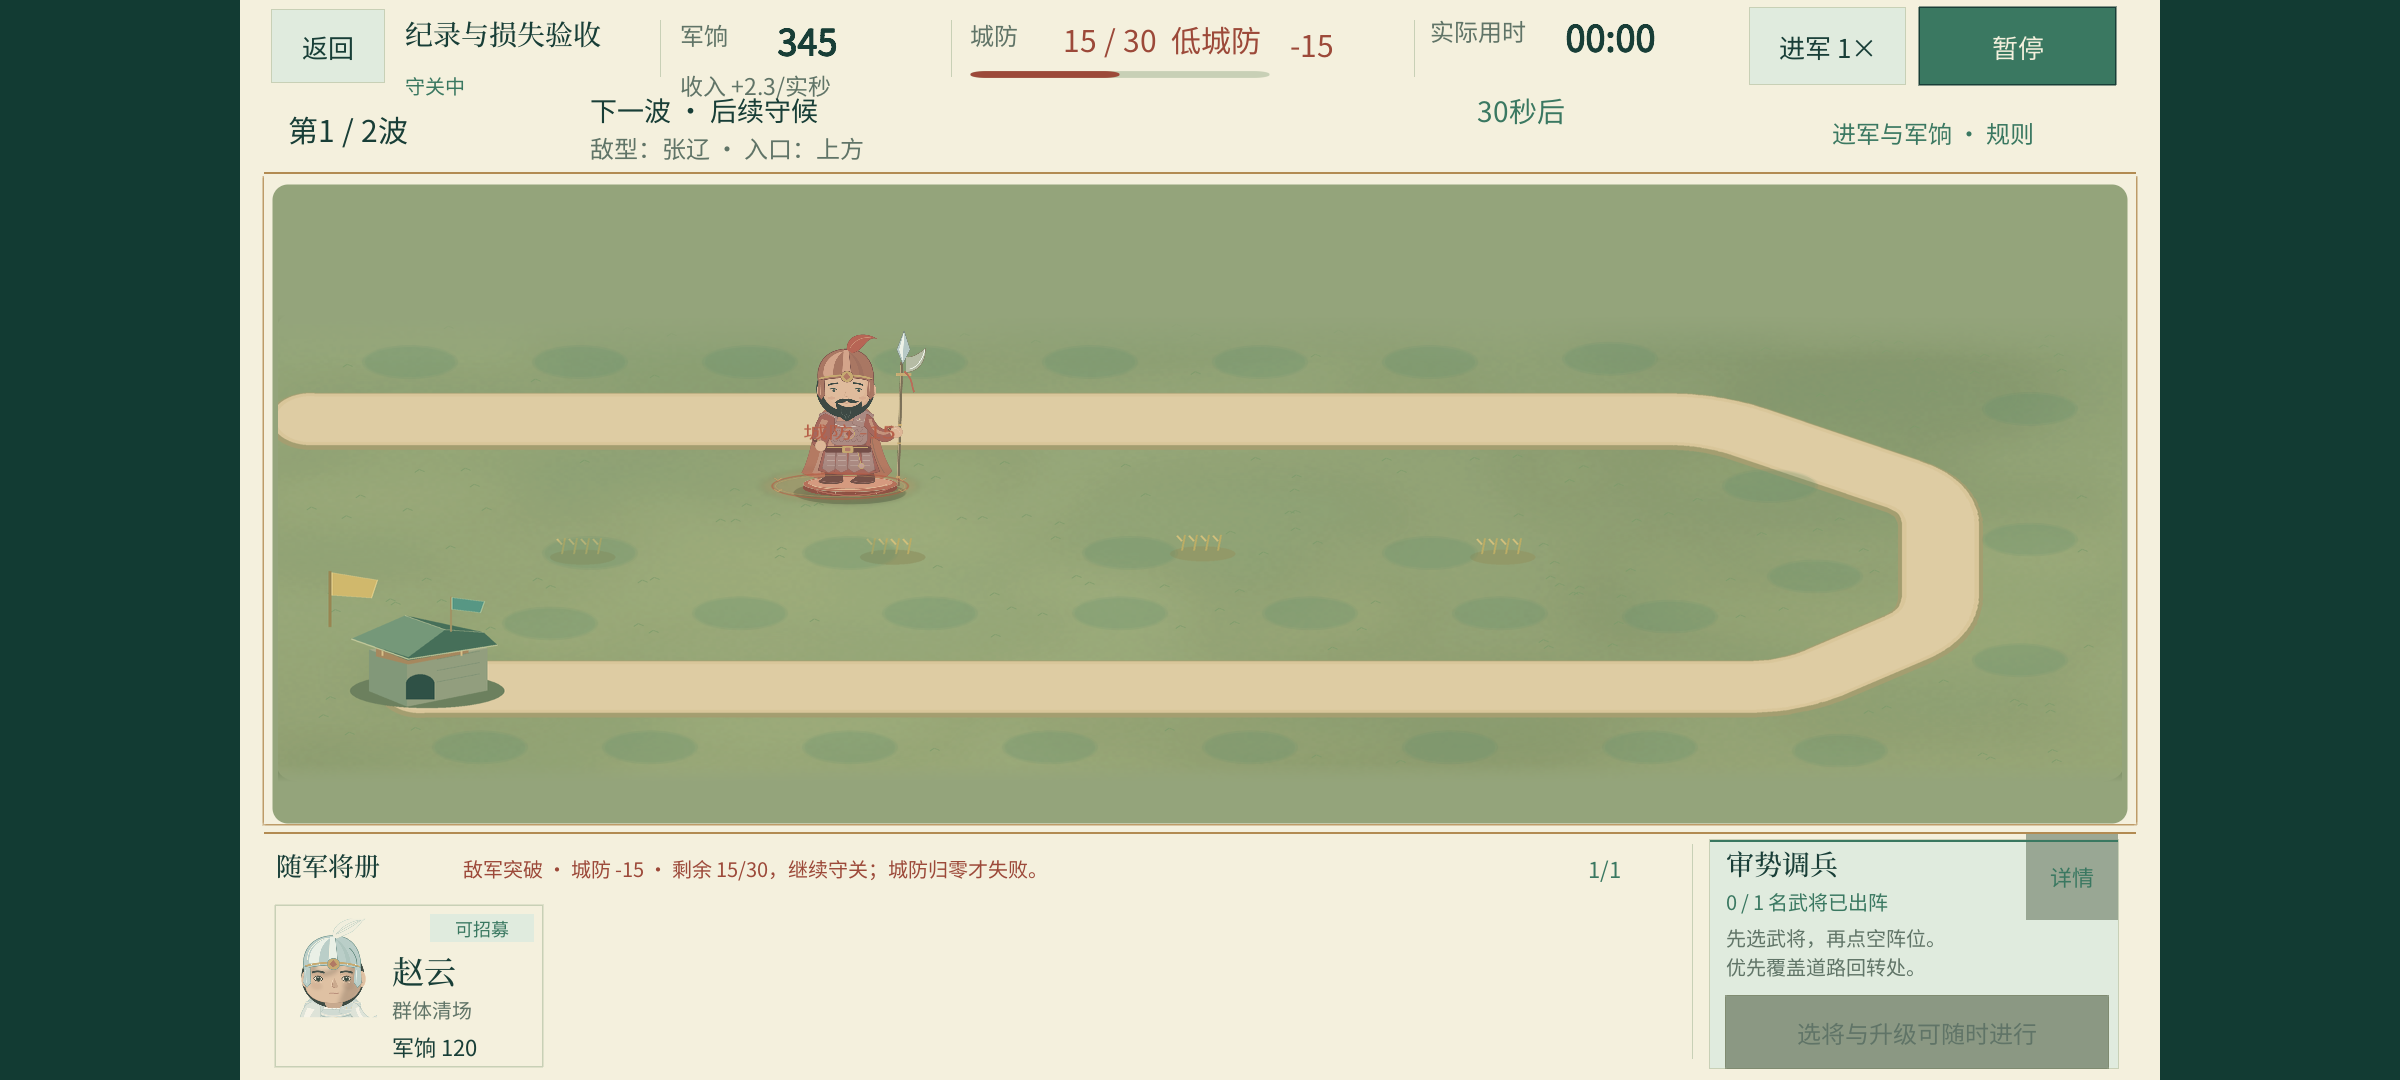 返回
纪录与损失验收
守关中
军饷 345
收入 +2.3/实秒
城防 15 / 30 低城防 -15
实际用时 00:00
进军 1×
暂停
第1 / 2波
下一波 · 后续守候
敌型：张辽 · 入口：上方
30秒后
进军与军饷 · 规则
随军将册
敌军突破 · 城防 -15 · 剩余 15/30，继续守关；城防归零才失败。
1/1
可招募
赵云
群体清场
军饷 120
审势调兵
详情
0 / 1 名武将已出阵
先选武将，再点空阵位。
优先覆盖道路回转处。
选将与升级可随时进行